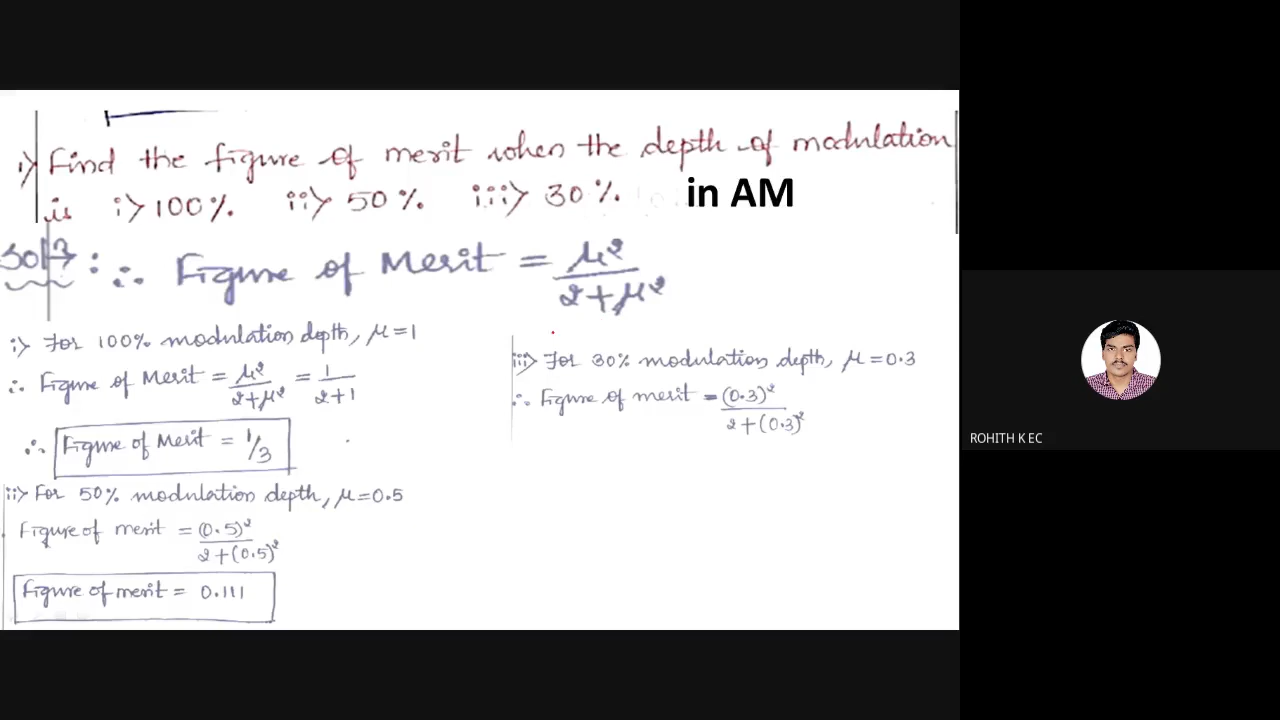 1) Find the figure of merit when the depth of modulation
is i) 100% ii) 50% iii) 30% in AM
Sol? : ∴ Figure of Merit = μ² / 2+μ²
i) For 100% modulation depth, μ=1
∴ Figure of Merit = μ² / 2+μ² = 1 / 2+1
∴ Figure of Merit = 1/3
ii) For 50% modulation depth, μ=0.5
Figure of merit = (0.5)² / 2+(0.5)²
Figure of merit = 0.111
iii) For 30% modulation depth, μ=0.3
∴ Figure of merit = (0.3)² / 2+(0.3)²
ROHITH K EC